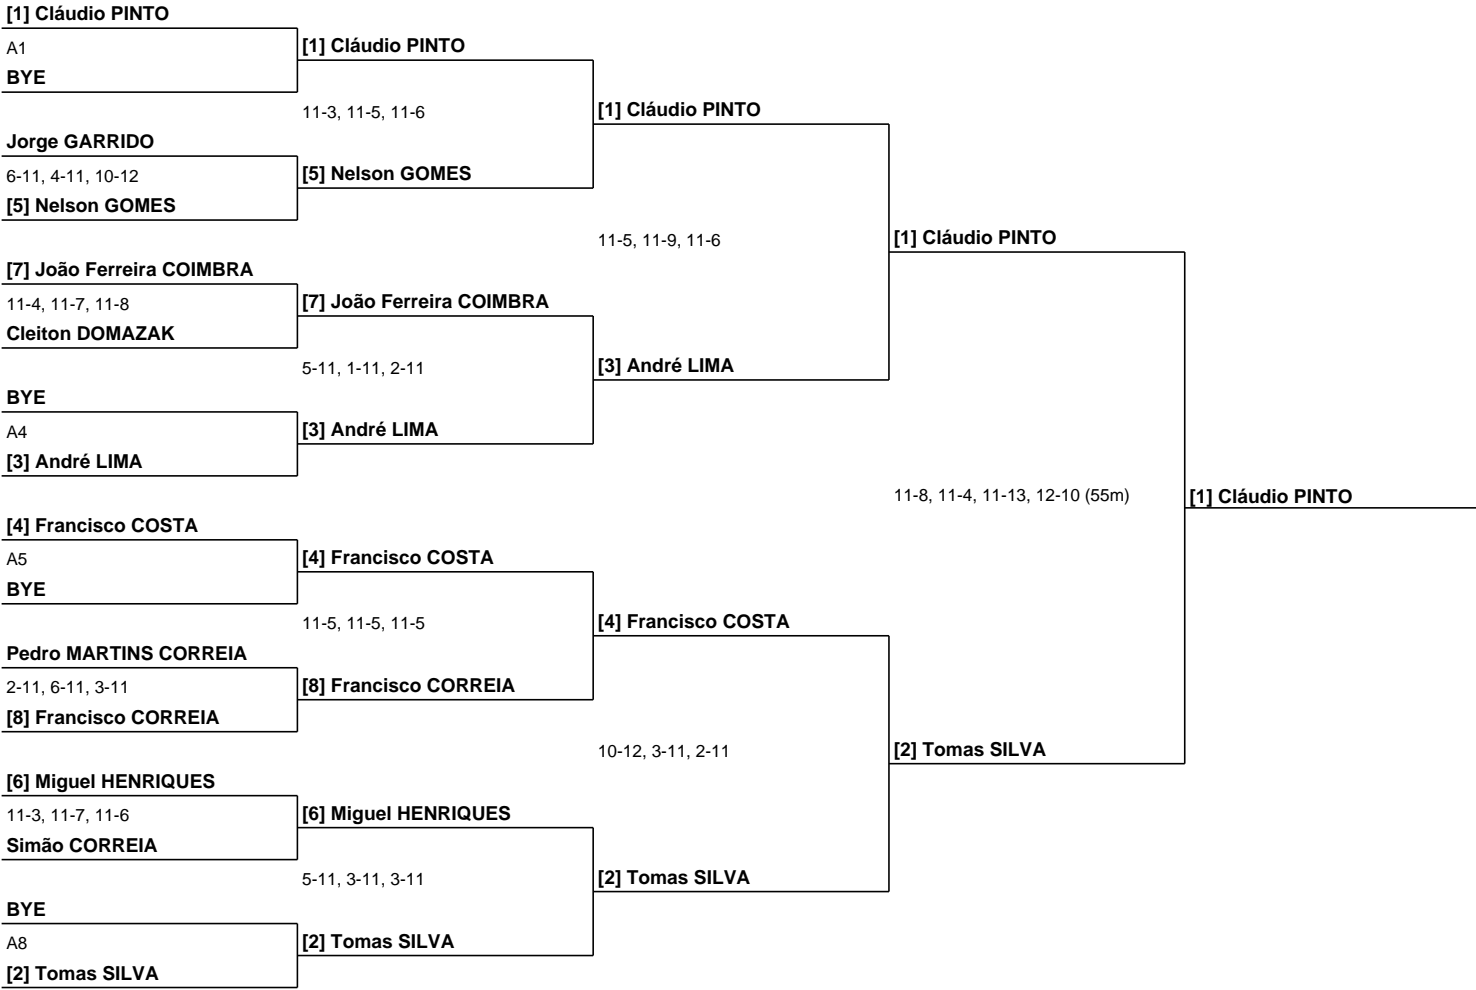 [1] Cláudio PINTO
A1
BYE
Jorge GARRIDO
6-11, 4-11, 10-12
[5] Nelson GOMES
[7] João Ferreira COIMBRA
11-4, 11-7, 11-8
Cleiton DOMAZAK
BYE
A4
[3] André LIMA
[4] Francisco COSTA
A5
BYE
Pedro MARTINS CORREIA
2-11, 6-11, 3-11
[8] Francisco CORREIA
[6] Miguel HENRIQUES
11-3, 11-7, 11-6
Simão CORREIA
BYE
A8
[2] Tomas SILVA
[1] Cláudio PINTO
11-3, 11-5, 11-6
[5] Nelson GOMES
[7] João Ferreira COIMBRA
5-11, 1-11, 2-11
[3] André LIMA
[4] Francisco COSTA
11-5, 11-5, 11-5
[8] Francisco CORREIA
[6] Miguel HENRIQUES
5-11, 3-11, 3-11
[2] Tomas SILVA
[1] Cláudio PINTO
11-5, 11-9, 11-6
[3] André LIMA
[4] Francisco COSTA
10-12, 3-11, 2-11
[2] Tomas SILVA
[1] Cláudio PINTO
11-8, 11-4, 11-13, 12-10 (55m)
[2] Tomas SILVA
[1] Cláudio PINTO